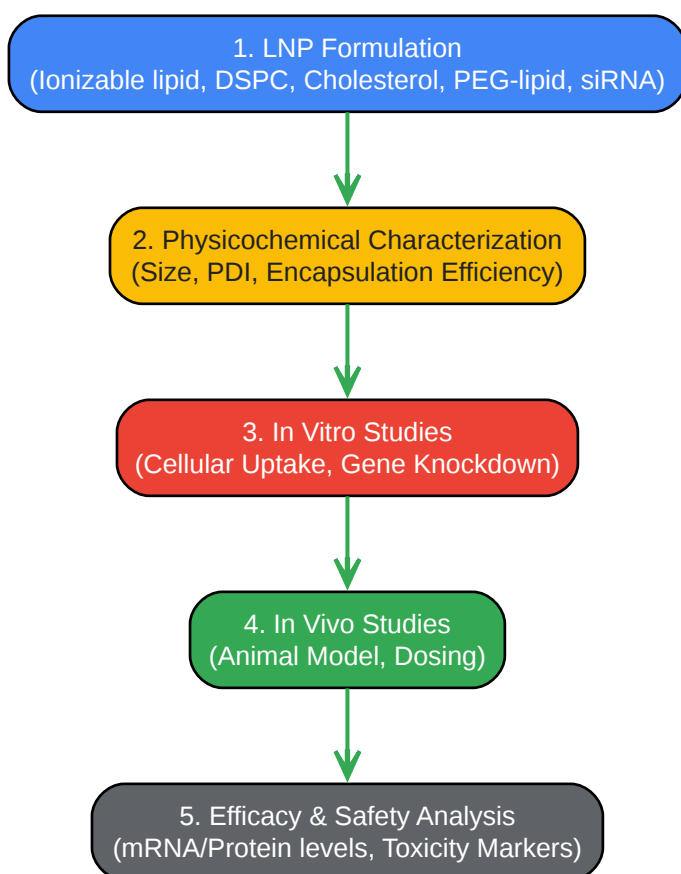 1. LNP Formulation
(Ionizable lipid, DSPC, Cholesterol, PEG-lipid, siRNA)
2. Physicochemical Characterization
(Size, PDI, Encapsulation Efficiency)
3. In Vitro Studies
(Cellular Uptake, Gene Knockdown)
4. In Vivo Studies
(Animal Model, Dosing)
5. Efficacy & Safety Analysis
(mRNA/Protein levels, Toxicity Markers)